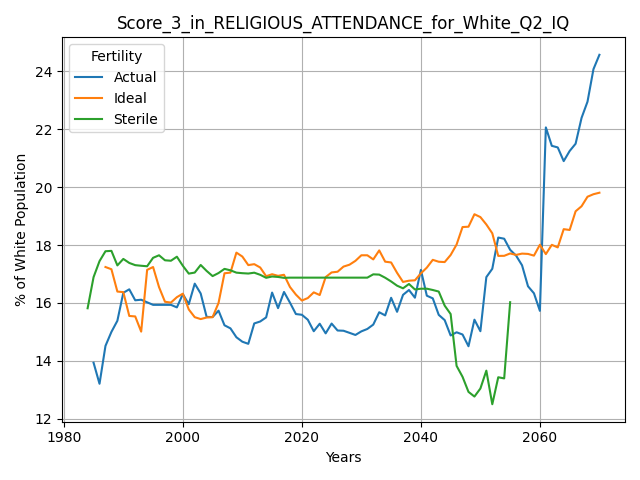 Score_3_in_RELIGIOUS_ATTENDANCE_for_White_Q2_IQ
Fertility
Actual
Ideal
Sterile
% of White Population
24
22
20
18
16
14
12
1980
2000
2020
2040
2060
Years